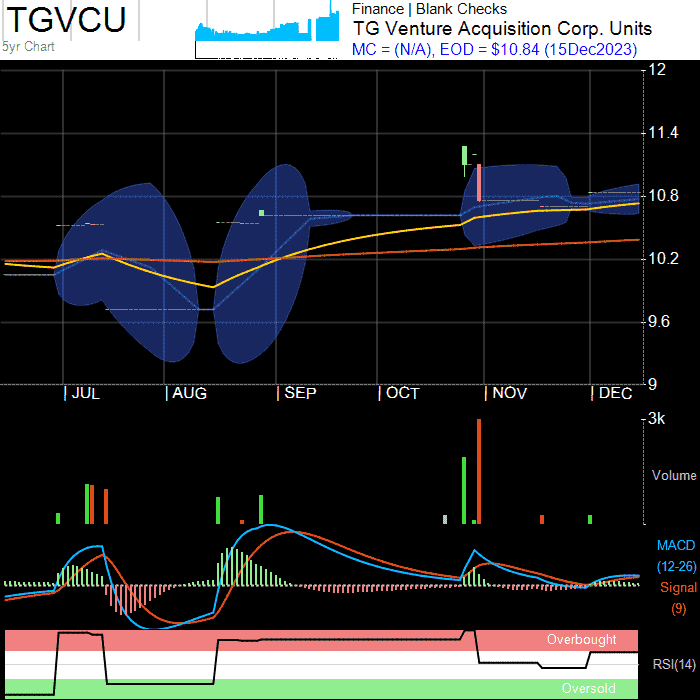 TGVCU
5yr Chart
Finance | Blank Checks
TG Venture Acquisition Corp. Units
MC = (N/A), EOD = $10.84 (15Dec2023)
12
11.4
10.8
10.2
9.6
9
| JUL | AUG | SEP | OCT | NOV | DEC
3k
Volume
MACD
(12-26)
Signal
(9)
Overbought
RSI(14)
Oversold